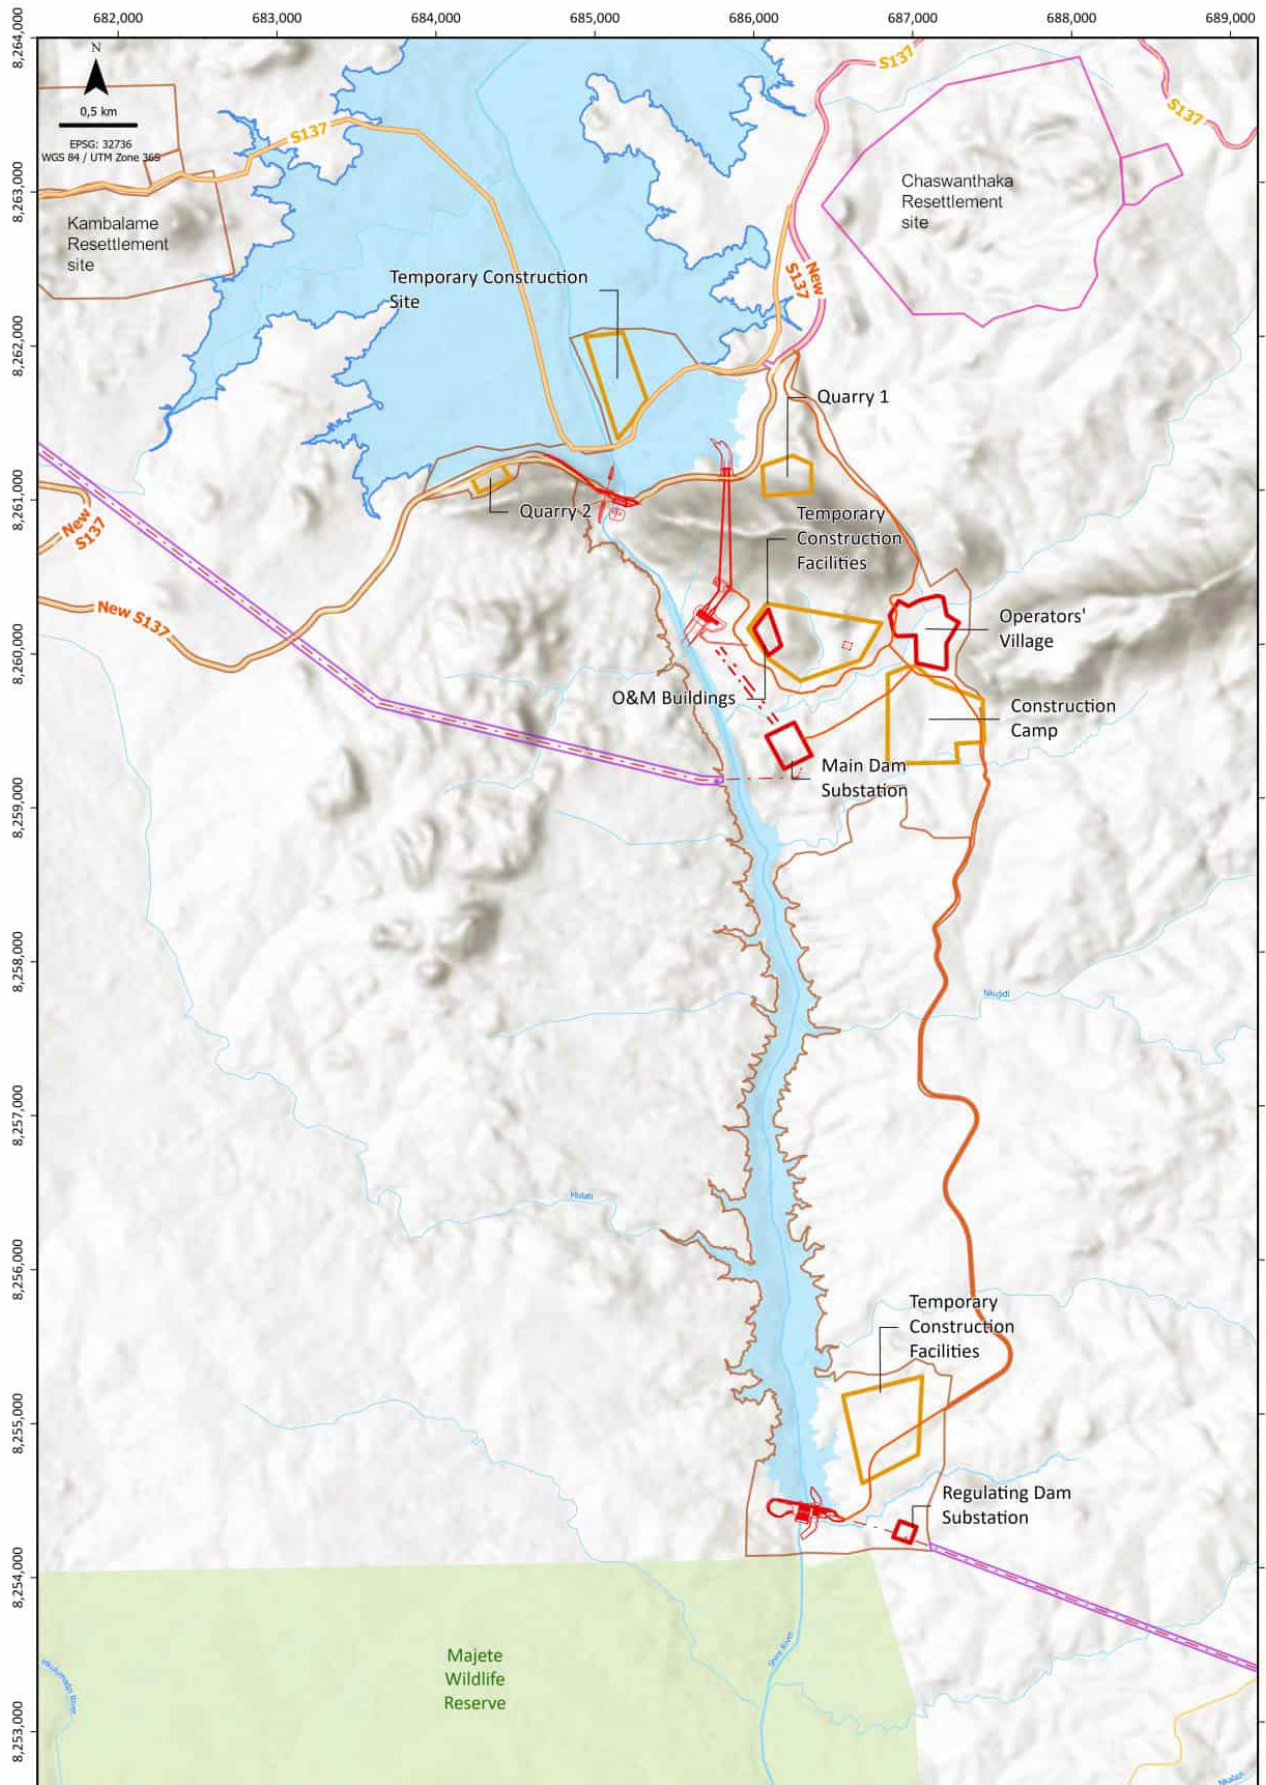 682,000
683,000
684,000
685,000
686,000
687,000
688,000
689,000
8,264,000
8,263,000
8,262,000
8,261,000
8,260,000
8,259,000
8,258,000
8,257,000
8,256,000
8,255,000
8,254,000
8,253,000
N
0,5 km
EPSG: 32736
WGS 84 / UTM Zone 36S
S137
S137
S137
Kambalame
Resettlement
site
Chaswanthaka
Resettlement
site
New
S137
Temporary Construction
Site
Quarry 1
Quarry 2
New
S137
New S137
Temporary
Construction
Facilities
Operators'
Village
O&M Buildings
Construction
Camp
Main Dam
Substation
Nkujidi
Mulati
Temporary
Construction
Facilities
Regulating Dam
Substation
Majete
Wildlife
Reserve
Shire River